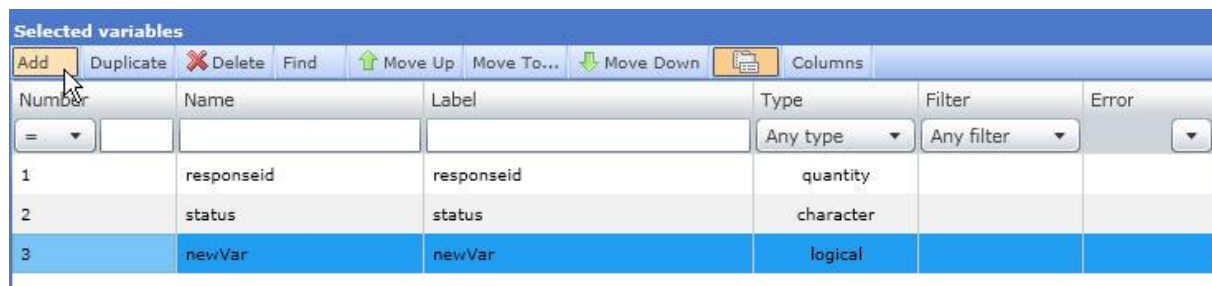 Selected variables
Add Duplicate Delete Find Move Up Move To... Move Down Columns
Number Name Label Type Filter Error
= Any type Any filter
1 responseid responseid quantity
2 status status character
3 newVar newVar logical